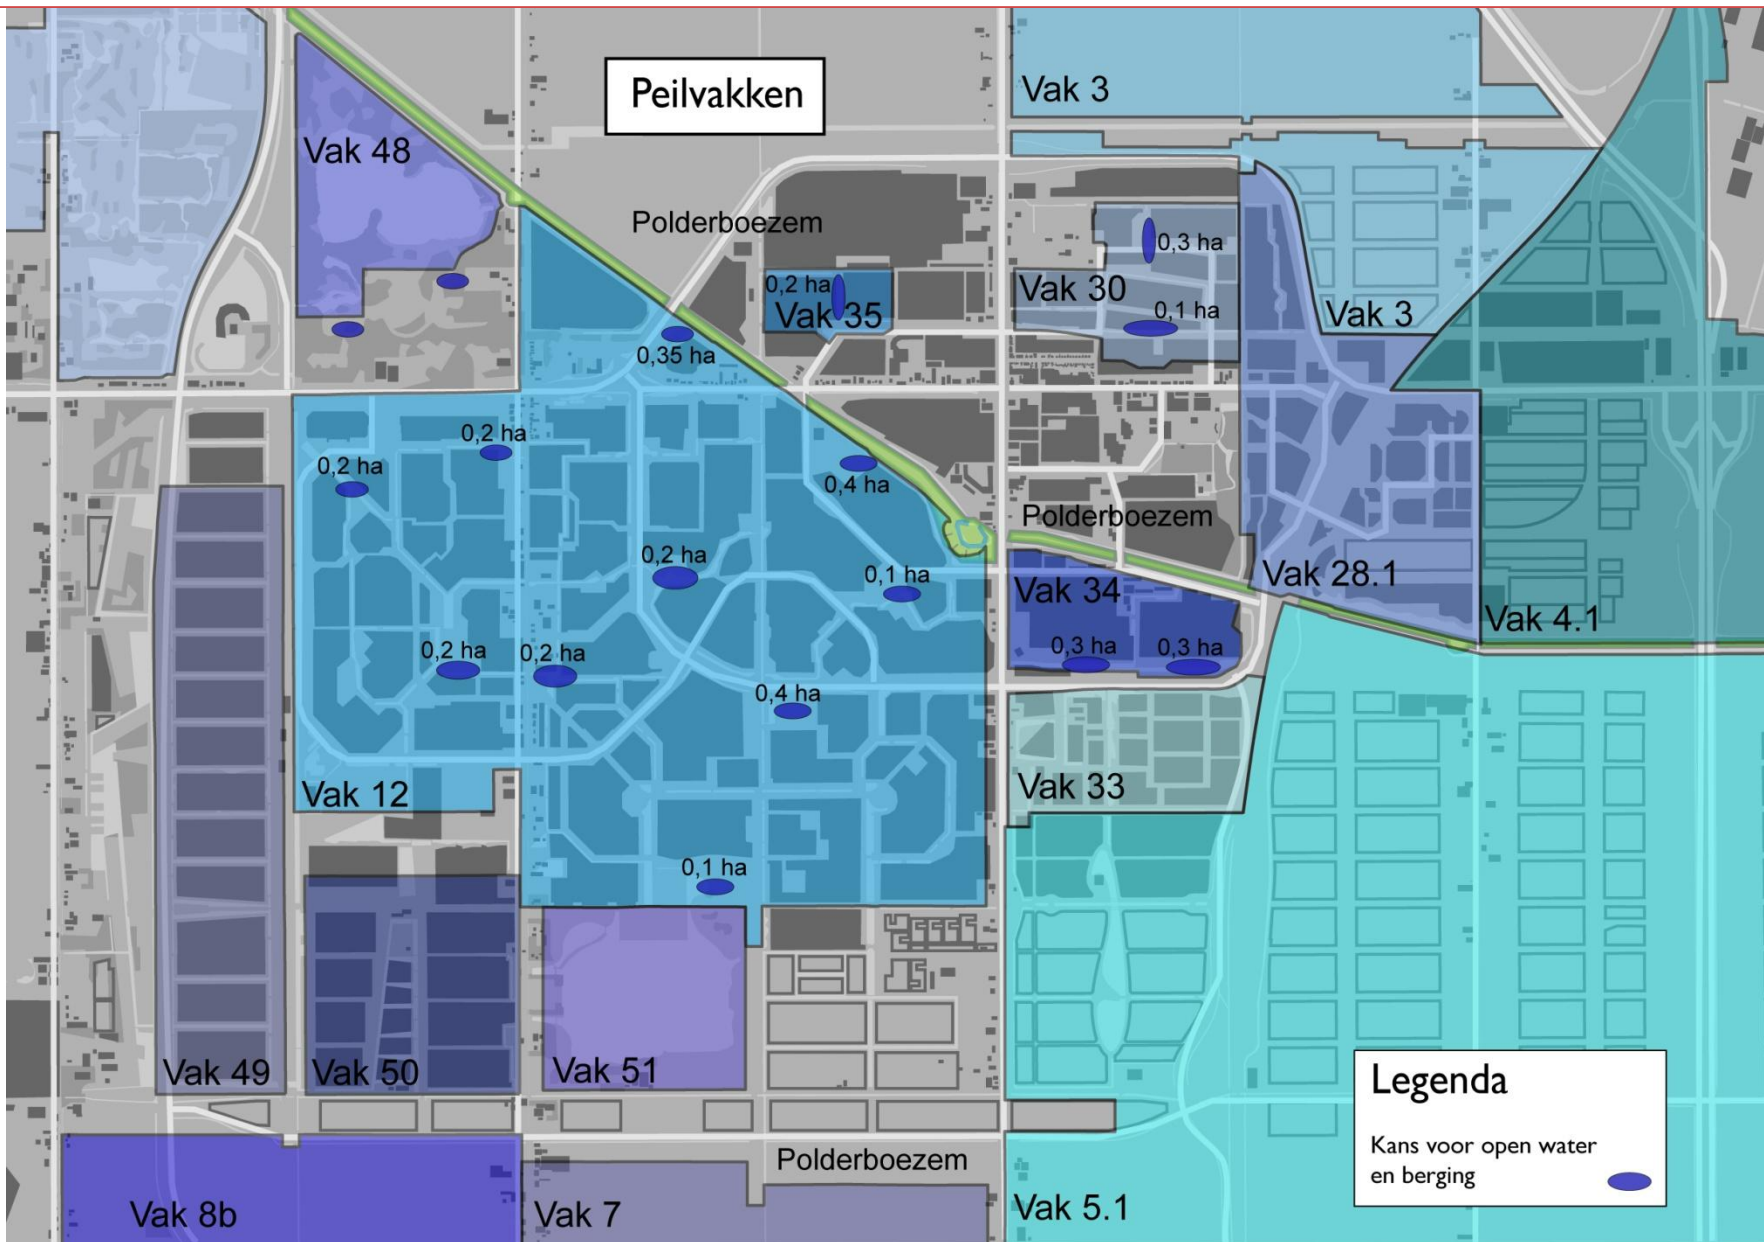 Peilvakken
Vak 3
Vak 48
Polderboezem
0,3 ha
0,2 ha
Vak 35
Vak 30
0,1 ha
Vak 3
0,35 ha
0,2 ha
0,2 ha
0,4 ha
Polderboezem
0,2 ha
0,1 ha
Vak 34
Vak 28.1
Vak 4.1
0,2 ha
0,2 ha
0,3 ha
0,3 ha
0,4 ha
Vak 12
Vak 33
0,1 ha
Vak 49
Vak 50
Vak 51
Legenda
Kans voor open water
en berging
Polderboezem
Vak 8b
Vak 7
Vak 5.1